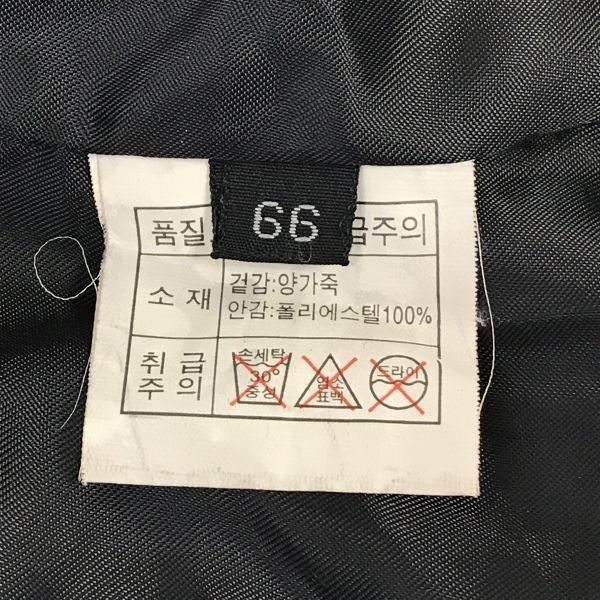 66
품질 급주의
소재 겉감:양가죽
안감:폴리에스텔100%
취급
주의
손세탁
30°
중성
염소
표백
드라이